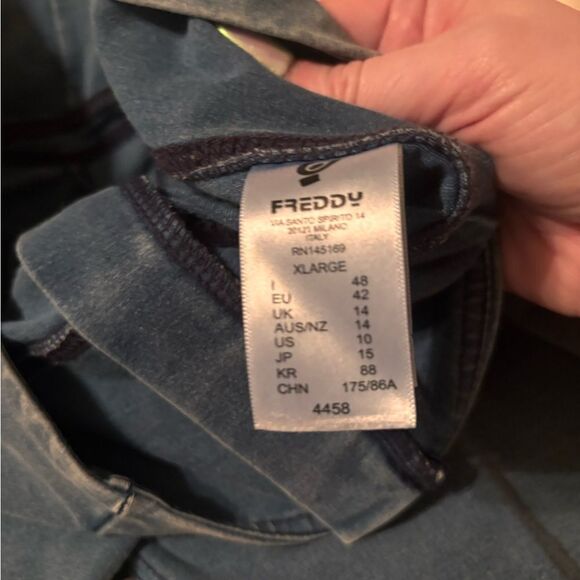 FREDDY
VIA SANTO SPIRITO 14
20121 MILANO
ITALY
RN145169
XLARGE
I 48
EU 42
UK 14
AUS/NZ 14
US 10
JP 15
KR 88
CHN 175/86A
4458